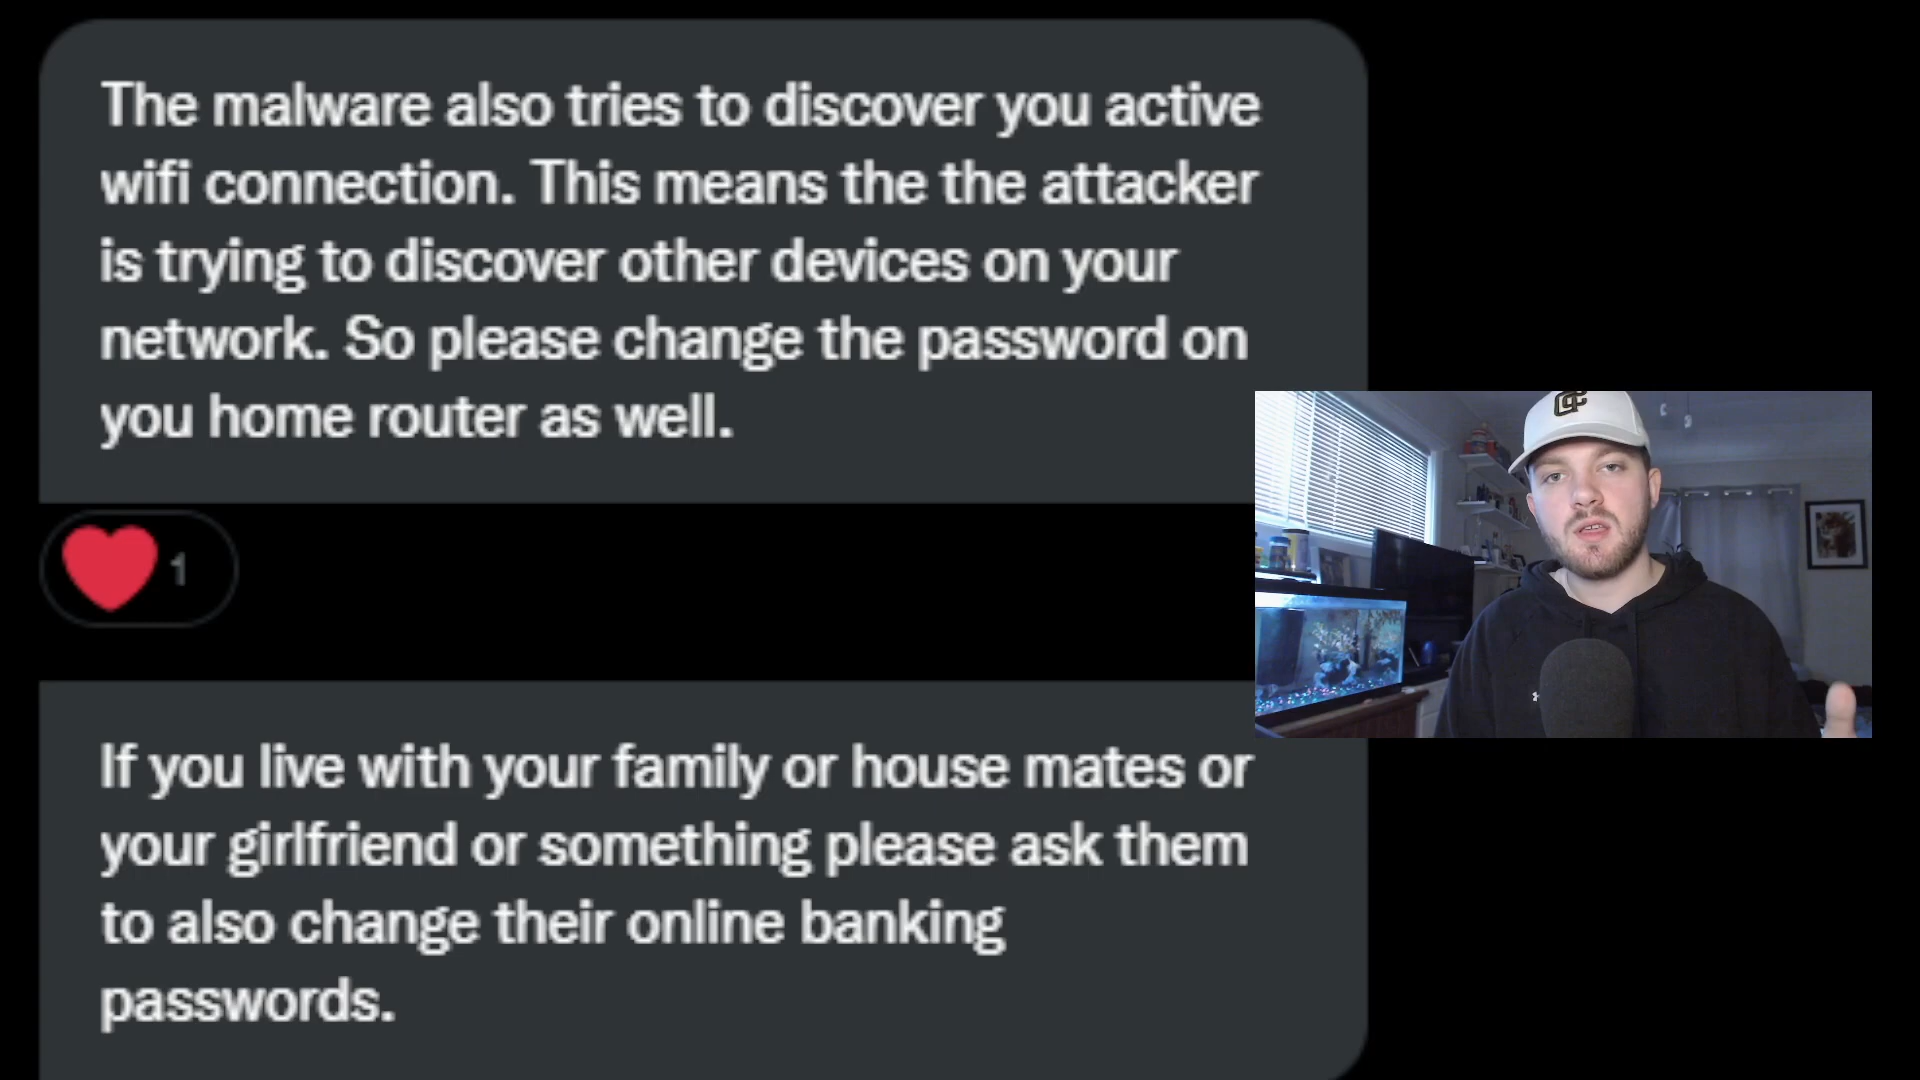 The malware also tries to discover you active
wifi connection. This means the the attacker
is trying to discover other devices on your
network. So please change the password on
you home router as well.
1
If you live with your family or house mates or
your girlfriend or something please ask them
to also change their online banking
passwords.